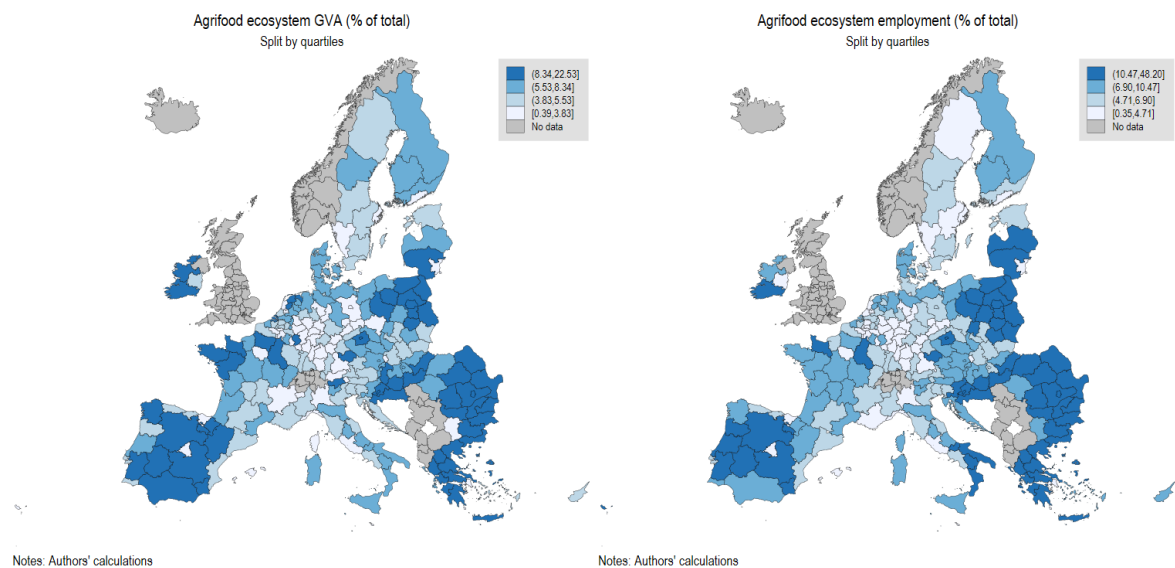 Agrifood ecosystem GVA (% of total)
Split by quartiles
(8.34,22.53]
(5.53,8.34]
(3.83,5.53]
[0.39,3.83]
No data
Notes: Authors' calculations
Agrifood ecosystem employment (% of total)
Split by quartiles
(10.47,48.20]
(6.90,10.47]
(4.71,6.90]
[0.35,4.71]
No data
Notes: Authors' calculations